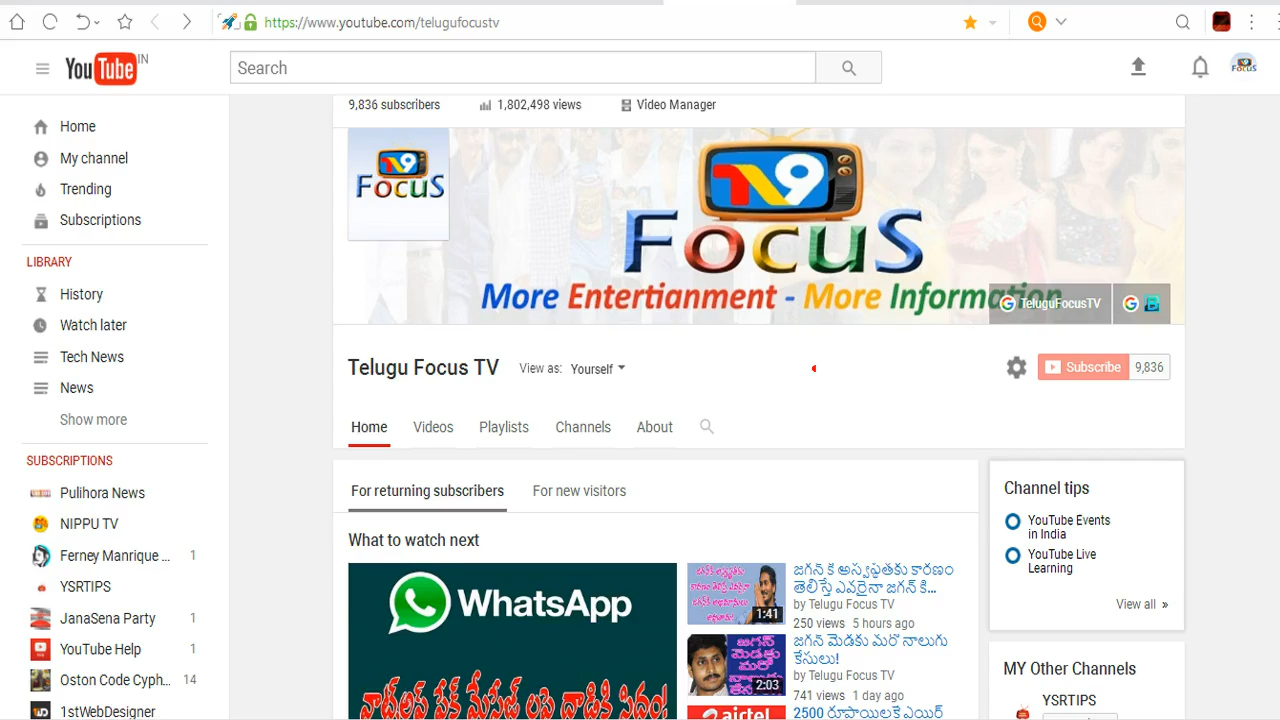 https://www.youtube.com/telugufocustv
YouTube IN
Search
FOCUS
Home
My channel
Trending
Subscriptions
LIBRARY
History
Watch later
Tech News
News
Show more
SUBSCRIPTIONS
Pulihora News
NIPPU TV
Ferney Manrique ... 1
YSRTIPS
JanaSena Party 1
YouTube Help 1
Oston Code Cyph... 14
1stWebDesigner
9,836 subscribers 1,802,498 views Video Manager
TV9
FOCUS
TV9
FOCUS
More Entertianment - More Information
TeluguFocusTV
Telugu Focus TV View as: Yourself
Subscribe 9,836
Home Videos Playlists Channels About
For returning subscribers For new visitors
What to watch next
WhatsApp
వాట్సాప్ ఫేక్ మేసేజ్ లపై దాడికి సిద్దం!
1:41
జగన్ కి అస్వస్థతకు కారణం
తెలిస్తే ఎవరైనా జగన్ కి...
by Telugu Focus TV
250 views 5 hours ago
జగన్
మెడకు
2:03
జగన్ మెడకు మరో నాలుగు
కేసులు!
by Telugu Focus TV
741 views 1 day ago
airtel
2500 రూపాయిలకే ఎయిర్
Channel tips
YouTube Events
in India
YouTube Live
Learning
View all »
MY Other Channels
YSRTIPS